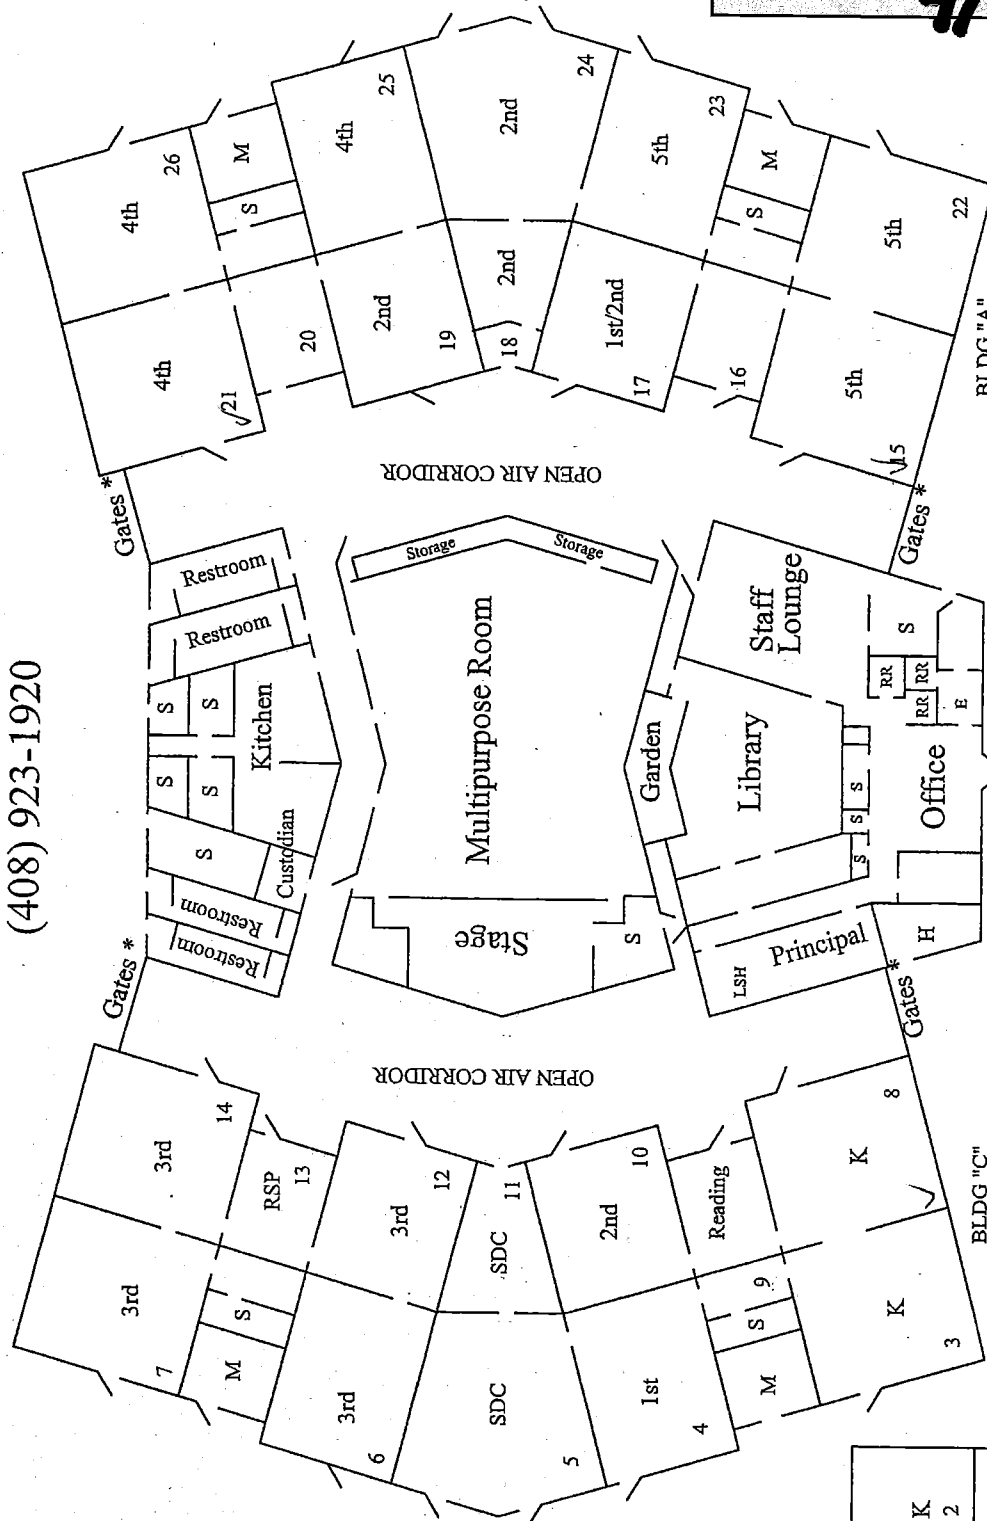 (408) 923-1920
3rd
7
3rd
14
M
S
RSP
13
3rd
6
3rd
12
SDC
5
SDC
11
1st
4
2nd
10
M
S
9
Reading
K
3
K
8
BLDG "C"
K
2
OPEN AIR CORRIDOR
Gates *
Gates *
Restroom
Restroom
S
Custodian
S
S
S
S
Kitchen
Restroom
Restroom
Stage
S
Multipurpose Room
Storage
Storage
Garden
LSH
Principal
H
Library
S
S
S
Office
Staff
Lounge
RR
RR
RR
S
E
Gates *
Gates *
OPEN AIR CORRIDOR
4th
21
4th
26
20
S
M
2nd
19
4th
25
18
2nd
2nd
24
1st/2nd
17
5th
23
16
S
M
5th
15
5th
22
BLDG "A"